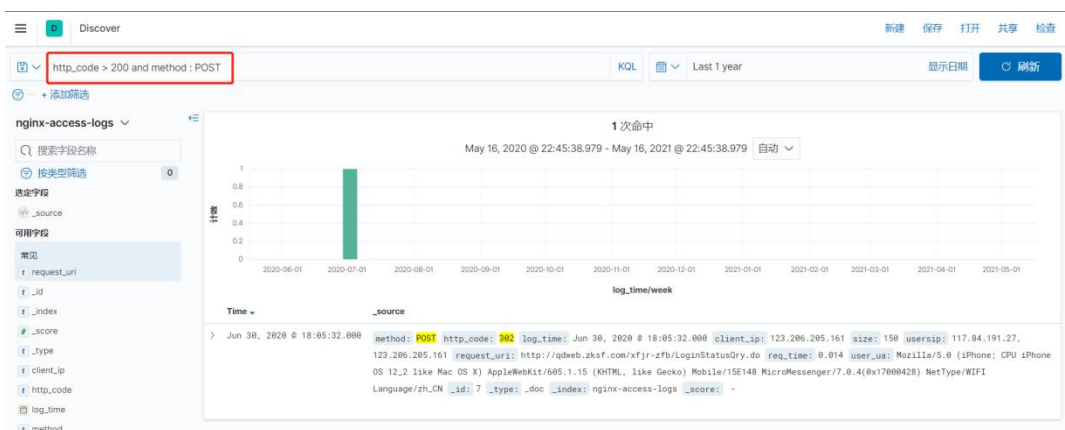 D Discover 新建 保存 打开 共享 检查
http_code > 200 and method : POST KQL Last 1 year 显示日期 刷新
+ 添加筛选
nginx-access-logs
搜索字段名称
按类型筛选 0
选定字段
</> _source
可用字段
常见
t request_uri
t _id
t _index
# _score
t _type
t client_ip
t http_code
log_time
t method
1 次命中
May 16, 2020 @ 22:45:38.979 - May 16, 2021 @ 22:45:38.979 自动
计数
1
0.8
0.6
0.4
0.2
0
2020-06-01 2020-07-01 2020-08-01 2020-09-01 2020-10-01 2020-11-01 2020-12-01 2021-01-01 2021-02-01 2021-03-01 2021-04-01 2021-05-01
log_time/week
Time _source
Jun 30, 2020 @ 18:05:32.000 method: POST http_code: 302 log_time: Jun 30, 2020 @ 18:05:32.000 client_ip: 123.206.205.161 size: 150 usersip: 117.84.191.27,
123.206.205.161 request_uri: http://qdweb.zksf.com/xfjr-zfb/LoginStatusQry.do req_time: 0.014 user_ua: Mozilla/5.0 (iPhone; CPU iPhone
OS 12_2 like Mac OS X) AppleWebKit/605.1.15 (KHTML, like Gecko) Mobile/15E148 MicroMessenger/7.0.4(0x17000428) NetType/WIFI
Language/zh_CN _id: 7 _type: _doc _index: nginx-access-logs _score: -